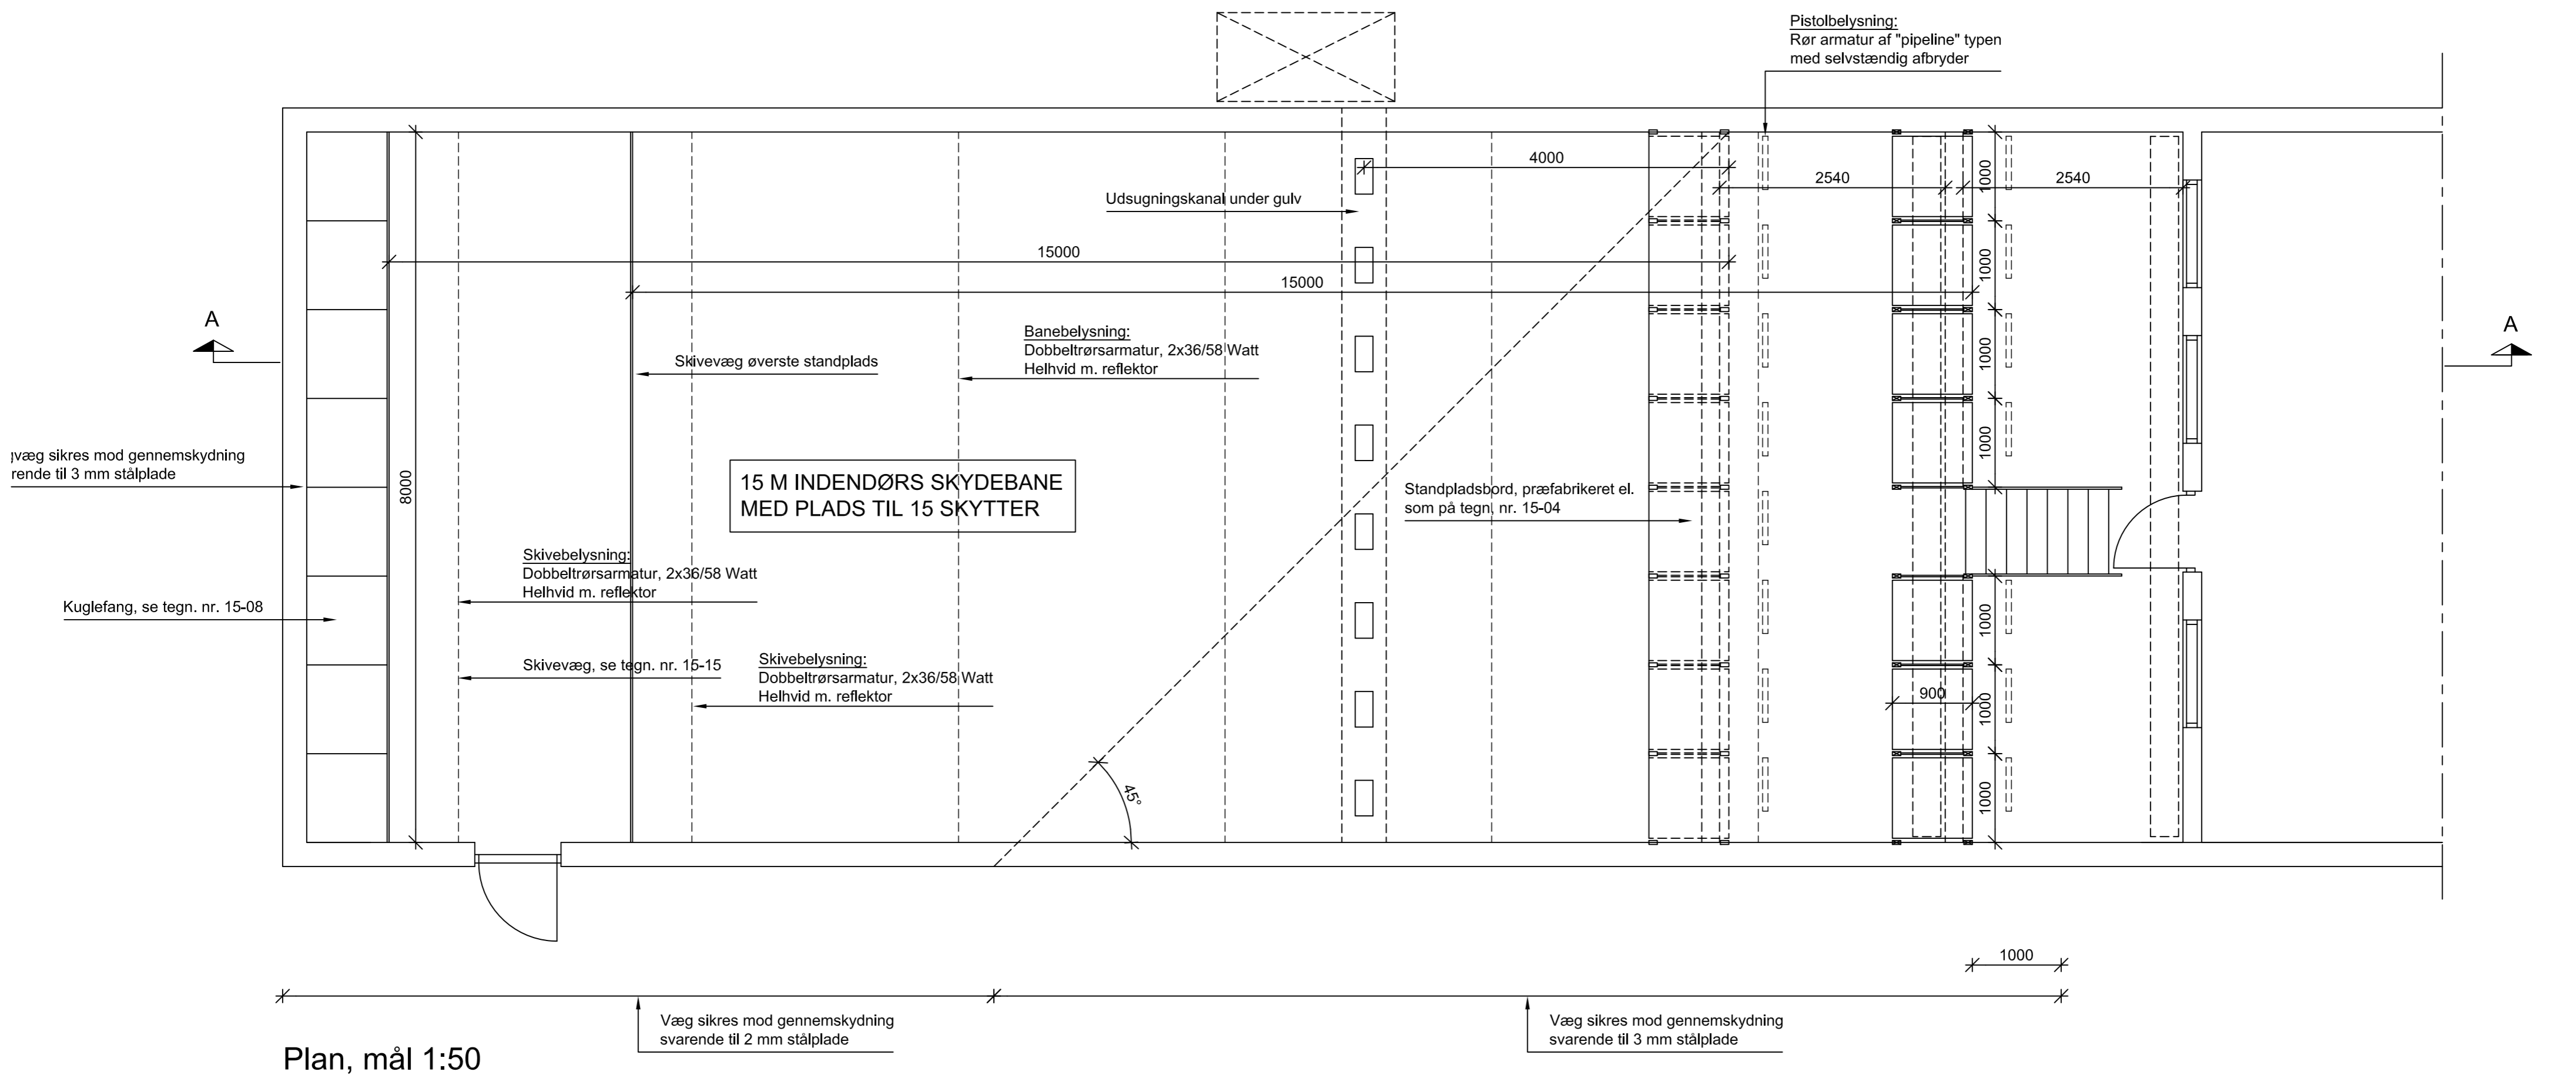 Pistolbelysning:
Rør armatur af "pipeline" typen
med selvstændig afbryder
4000
2540
2540
1000
Udsugningskanal under gulv
15000
1000
15000
A
A
Banebelysning:
Dobbeltrørsarmatur, 2x36/58 Watt
Helhvid m. reflektor
Skivevæg øverste standplads
1000
1000
gvæg sikres mod gennemskydning
rende til 3 mm stålplade
8000
15 M INDENDØRS SKYDEBANE
MED PLADS TIL 15 SKYTTER
Standpladsbord, præfabrikeret el.
som på tegn. nr. 15-04
Skivebelysning:
Dobbeltrørsarmatur, 2x36/58 Watt
Helhvid m. reflektor
Kuglefang, se tegn. nr. 15-08
1000
Skivevæg, se tegn. nr. 15-15
Skivebelysning:
Dobbeltrørsarmatur, 2x36/58 Watt
Helhvid m. reflektor
900
1000
45°
1000
1000
Væg sikres mod gennemskydning
svarende til 2 mm stålplade
Væg sikres mod gennemskydning
svarende til 3 mm stålplade
Plan, mål 1:50